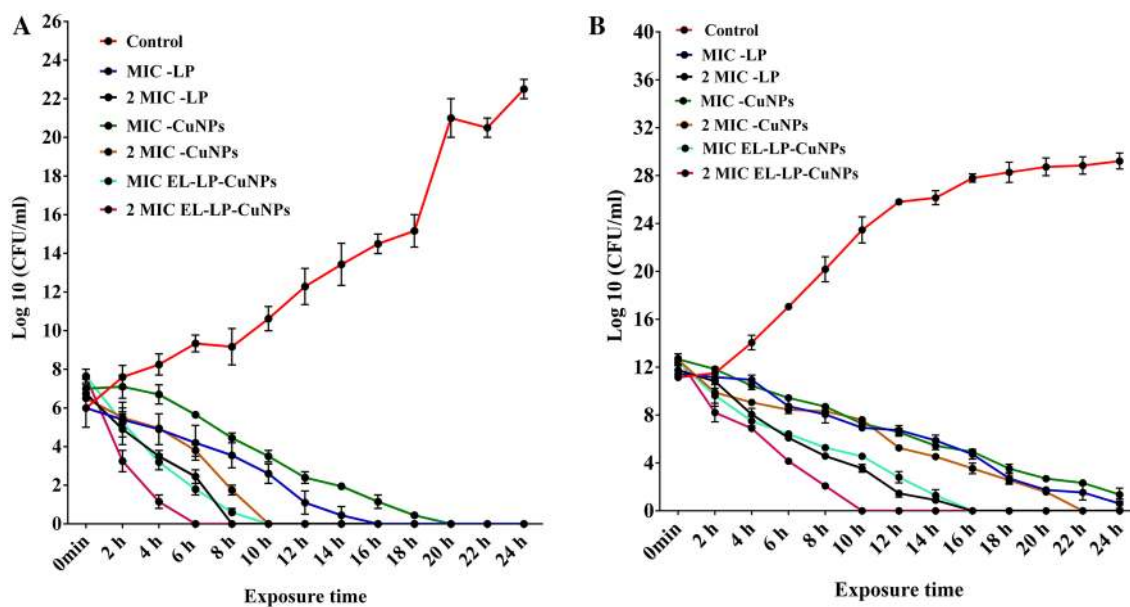 A
Control
MIC -LP
2 MIC -LP
MIC -CuNPs
2 MIC -CuNPs
MIC EL-LP-CuNPs
2 MIC EL-LP-CuNPs
Log 10 (CFU/ml)
26
24
22
20
18
16
14
12
10
8
6
4
2
0
0min
2 h
4 h
6 h
8 h
10 h
12 h
14 h
16 h
18 h
20 h
22 h
24 h
Exposure time
B
Control
MIC -LP
2 MIC -LP
MIC -CuNPs
2 MIC -CuNPs
MIC EL-LP-CuNPs
2 MIC EL-LP-CuNPs
Log 10 (CFU/ml)
40
36
32
28
24
20
16
12
8
4
0
0min
2 h
4 h
6 h
8 h
10 h
12 h
14 h
16 h
18 h
20 h
22 h
24 h
Exposure time